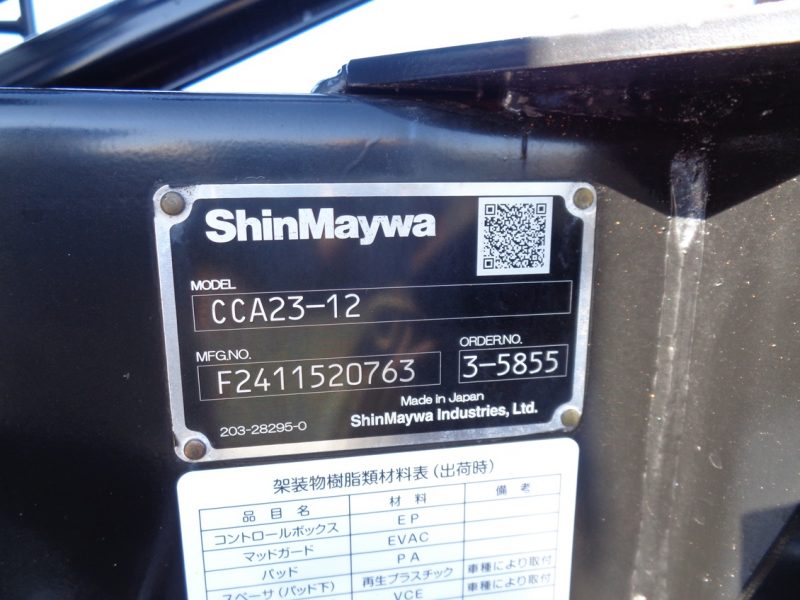 ShinMaywa
MODEL
CCA23-12
MFG.NO. ORDER.NO.
F2411520763 3-5855
Made in Japan
203-28295-0 ShinMaywa Industries, Ltd.
架装物樹脂類材料表(出荷時)
品 目 名 材 料 備 考
コントロールボックス EP
マッドガード EVAC
パッド PA
スペーサ(パッド下) 再生プラスチック 車種により取付
VCE 車種により取付